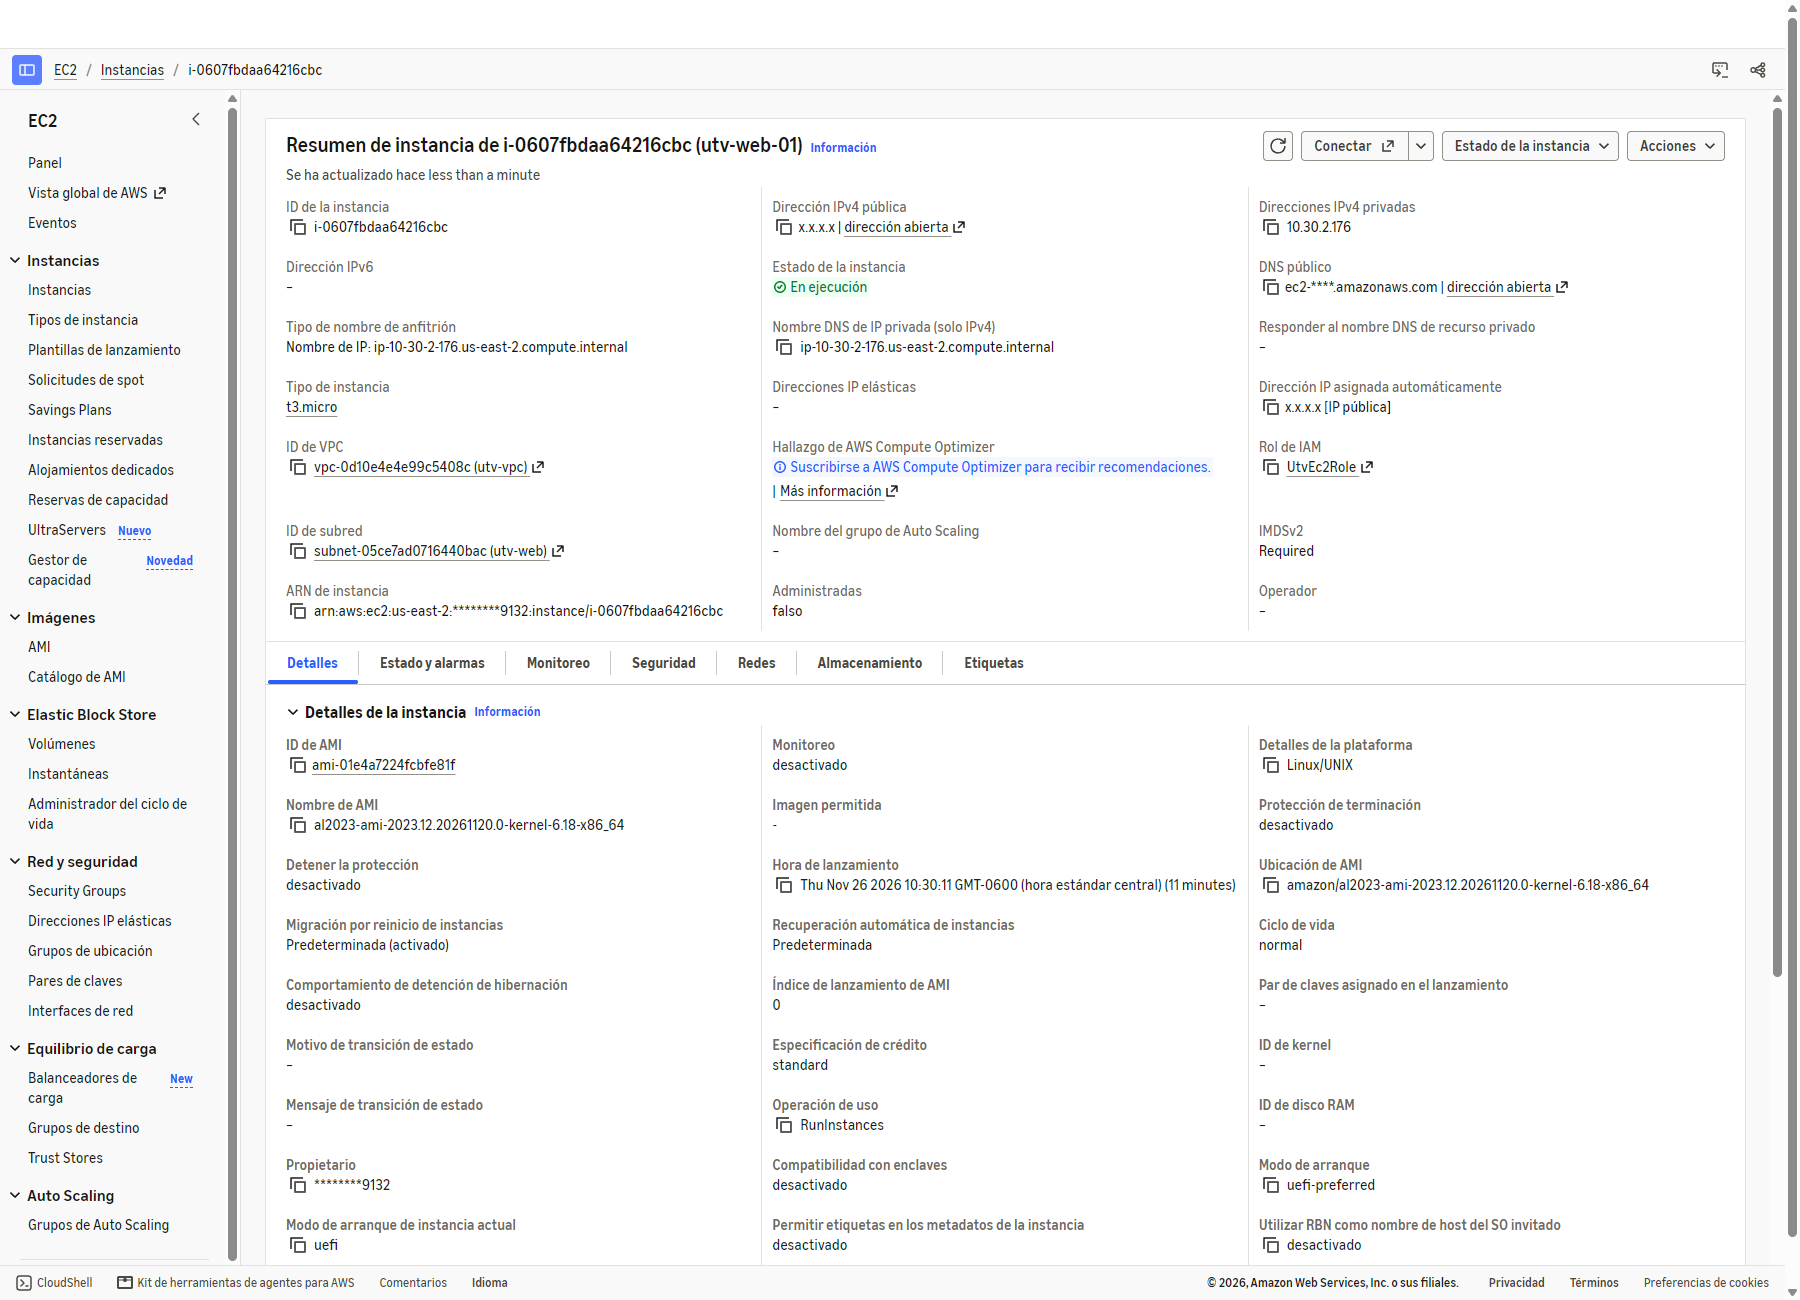 EC2 / Instancias / i-0607fbdaa64216cbc
EC2
Panel
Vista global de AWS
Eventos
Instancias
Instancias
Tipos de instancia
Plantillas de lanzamiento
Solicitudes de spot
Savings Plans
Instancias reservadas
Alojamientos dedicados
Reservas de capacidad
UltraServers Nuevo
Gestor de capacidad Novedad
Imágenes
AMI
Catálogo de AMI
Elastic Block Store
Volúmenes
Instantáneas
Administrador del ciclo de vida
Red y seguridad
Security Groups
Direcciones IP elásticas
Grupos de ubicación
Pares de claves
Interfaces de red
Equilibrio de carga
Balanceadores de carga New
Grupos de destino
Trust Stores
Auto Scaling
Grupos de Auto Scaling
Resumen de instancia de i-0607fbdaa64216cbc (utv-web-01) Información
Conectar
Estado de la instancia
Acciones
Se ha actualizado hace less than a minute
ID de la instancia
i-0607fbdaa64216cbc
Dirección IPv4 pública
x.x.x.x | dirección abierta
Direcciones IPv4 privadas
10.30.2.176
Dirección IPv6
–
Estado de la instancia
En ejecución
DNS público
ec2-****.amazonaws.com | dirección abierta
Tipo de nombre de anfitrión
Nombre de IP: ip-10-30-2-176.us-east-2.compute.internal
Nombre DNS de IP privada (solo IPv4)
ip-10-30-2-176.us-east-2.compute.internal
Responder al nombre DNS de recurso privado
–
Tipo de instancia
t3.micro
Direcciones IP elásticas
–
Dirección IP asignada automáticamente
x.x.x.x [IP pública]
ID de VPC
vpc-0d10e4e4e99c5408c (utv-vpc)
Hallazgo de AWS Compute Optimizer
Suscribirse a AWS Compute Optimizer para recibir recomendaciones.
| Más información
Rol de IAM
UtvEc2Role
ID de subred
subnet-05ce7ad0716440bac (utv-web)
Nombre del grupo de Auto Scaling
–
IMDSv2
Required
ARN de instancia
arn:aws:ec2:us-east-2:********9132:instance/i-0607fbdaa64216cbc
Administradas
falso
Operador
–
Detalles
Estado y alarmas
Monitoreo
Seguridad
Redes
Almacenamiento
Etiquetas
Detalles de la instancia Información
ID de AMI
ami-01e4a7224fcbfe81f
Monitoreo
desactivado
Detalles de la plataforma
Linux/UNIX
Nombre de AMI
al2023-ami-2023.12.20261120.0-kernel-6.18-x86_64
Imagen permitida
-
Protección de terminación
desactivado
Detener la protección
desactivado
Hora de lanzamiento
Thu Nov 26 2026 10:30:11 GMT-0600 (hora estándar central) (11 minutes)
Ubicación de AMI
amazon/al2023-ami-2023.12.20261120.0-kernel-6.18-x86_64
Migración por reinicio de instancias
Predeterminada (activado)
Recuperación automática de instancias
Predeterminada
Ciclo de vida
normal
Comportamiento de detención de hibernación
desactivado
Índice de lanzamiento de AMI
0
Par de claves asignado en el lanzamiento
–
Motivo de transición de estado
–
Especificación de crédito
standard
ID de kernel
–
Mensaje de transición de estado
–
Operación de uso
RunInstances
ID de disco RAM
–
Propietario
********9132
Compatibilidad con enclaves
desactivado
Modo de arranque
uefi-preferred
Modo de arranque de instancia actual
uefi
Permitir etiquetas en los metadatos de la instancia
desactivado
Utilizar RBN como nombre de host del SO invitado
desactivado
CloudShell
Kit de herramientas de agentes para AWS
Comentarios
Idioma
© 2026, Amazon Web Services, Inc. o sus filiales.
Privacidad
Términos
Preferencias de cookies